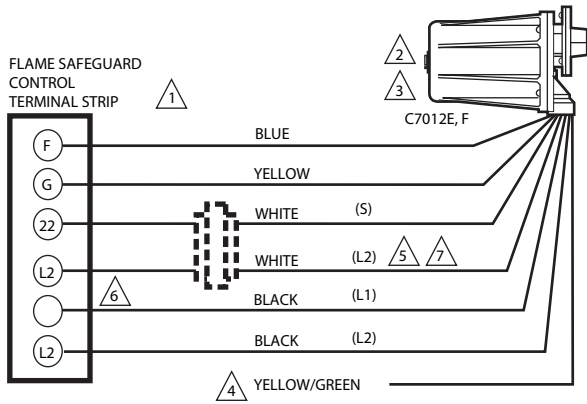 FLAME SAFEGUARD
CONTROL
TERMINAL STRIP
1
2
3
C7012E, F
F
BLUE
G
YELLOW
22
WHITE (S)
L2
WHITE (L2) 5 7
6
BLACK (L1)
L2
BLACK (L2)
4 YELLOW/GREEN